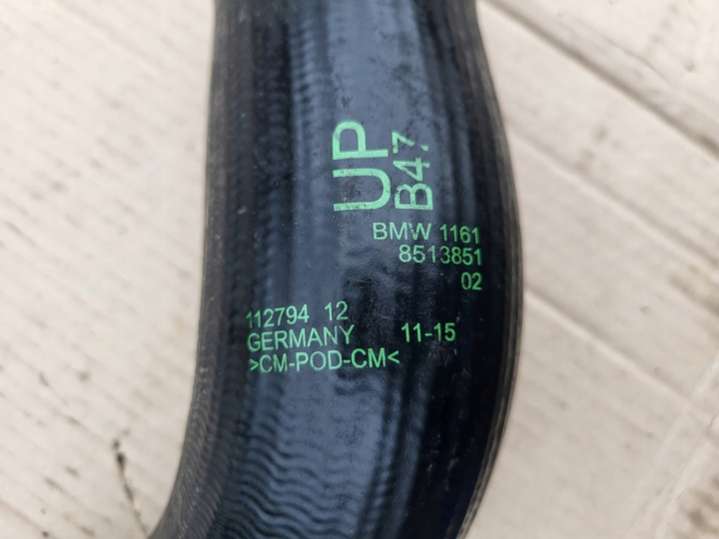 UP
B47
BMW 1161
8513851
02
112794 12
GERMANY 11-15
>CM-POD-CM<